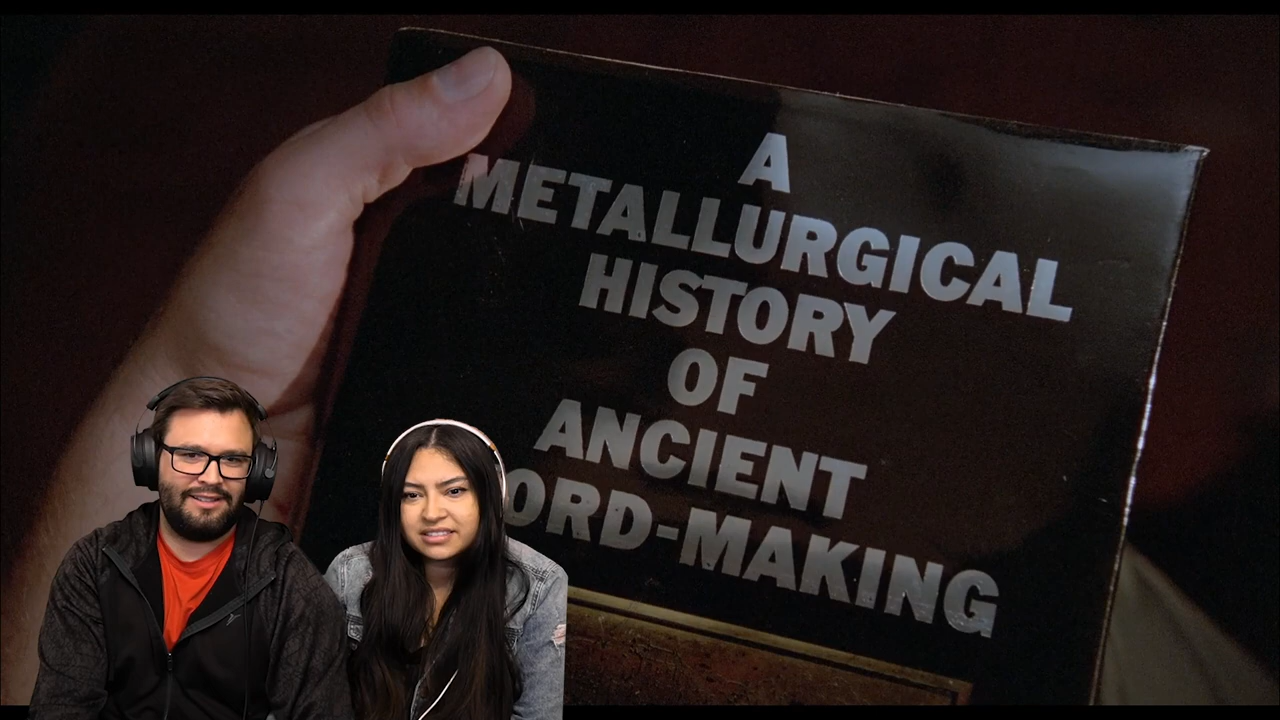 A
METALLURGICAL
HISTORY
OF
ANCIENT
ORD-MAKING